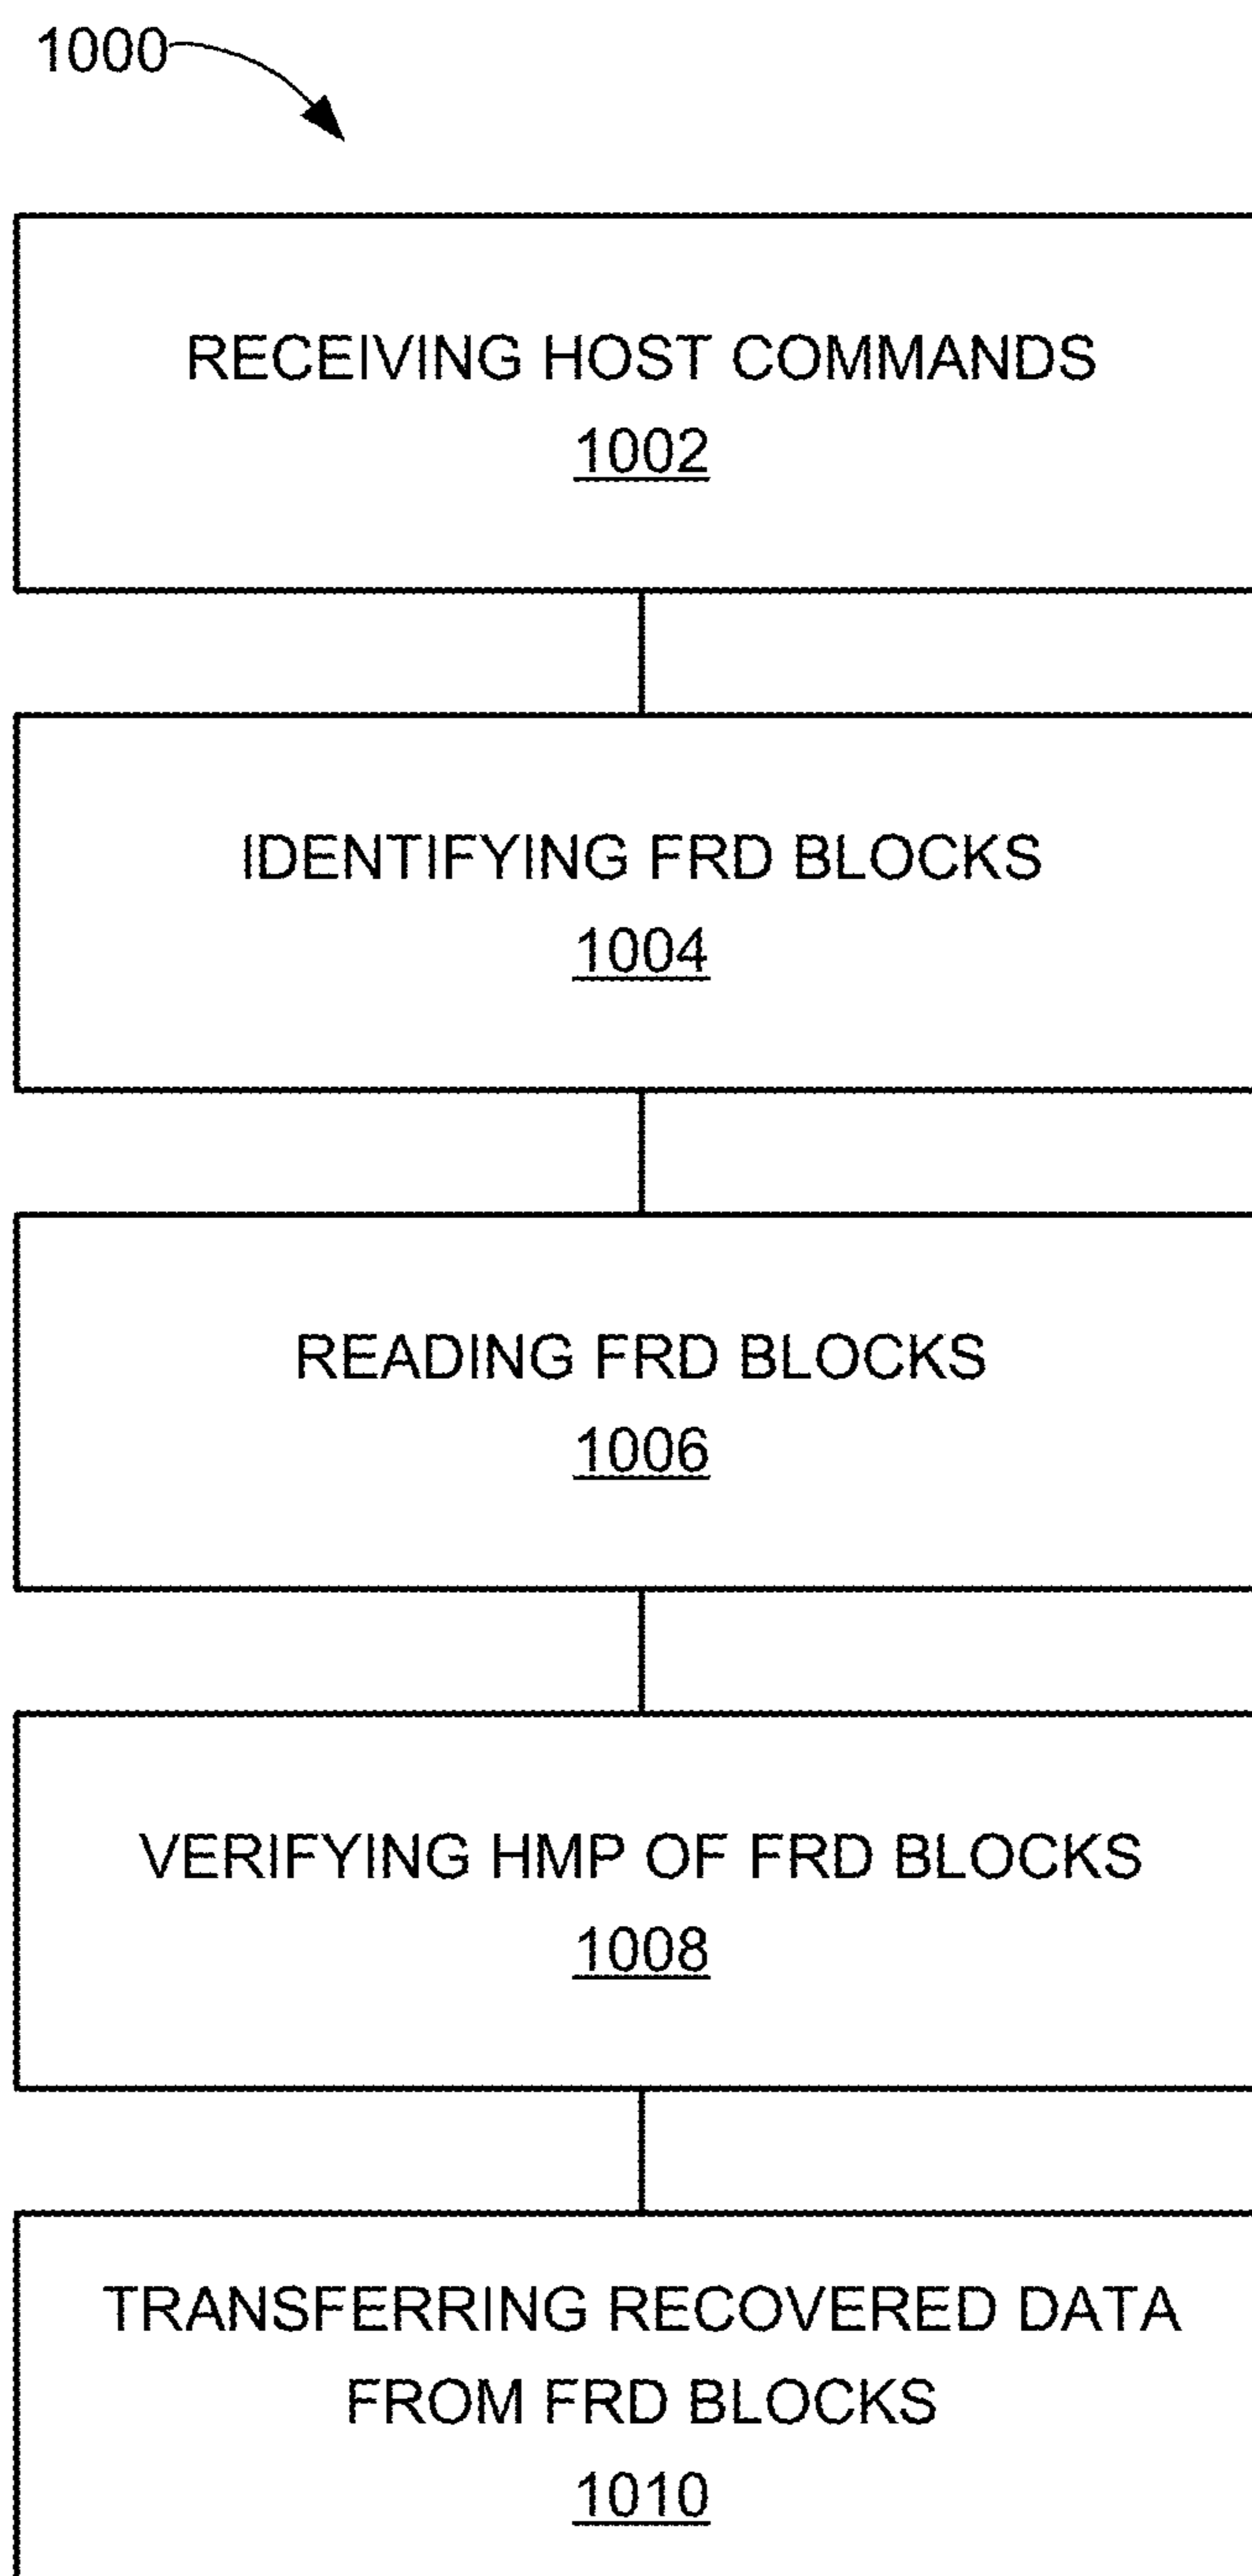 1000
RECEIVING HOST COMMANDS
1002
IDENTIFYING FRD BLOCKS
1004
READING FRD BLOCKS
1006
VERIFYING HMP OF FRD BLOCKS
1008
TRANSFERRING RECOVERED DATA
FROM FRD BLOCKS
1010